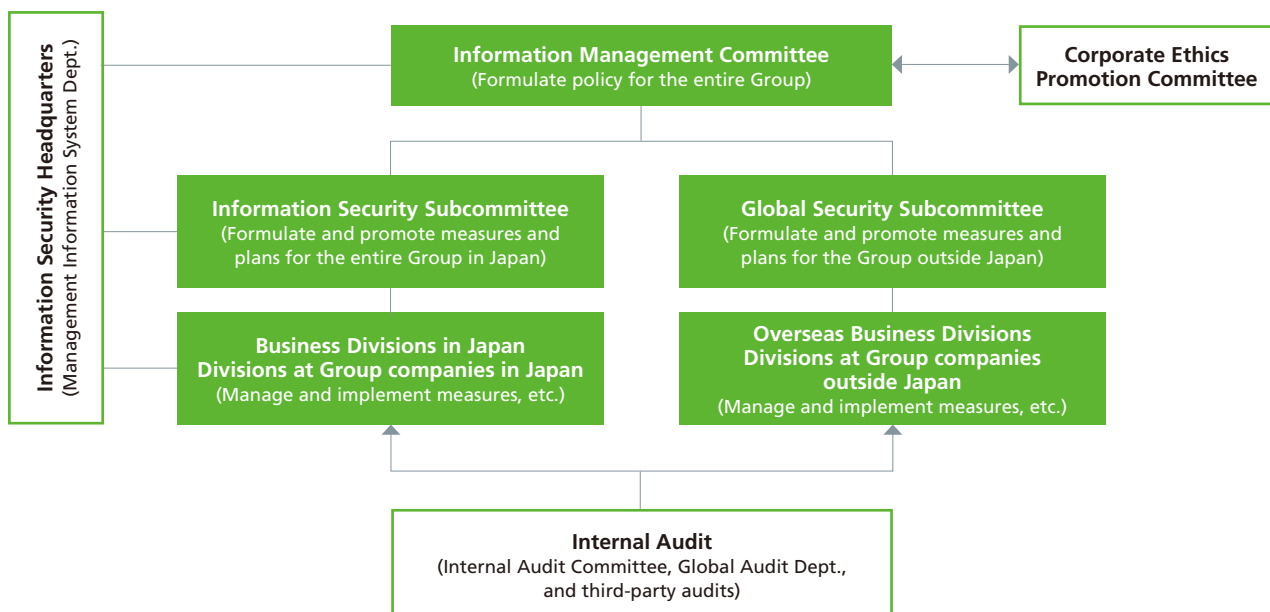 Information Security Headquarters
(Management Information System Dept.)
Information Management Committee
(Formulate policy for the entire Group)
Corporate Ethics
Promotion Committee
Information Security Subcommittee
(Formulate and promote measures and
plans for the entire Group in Japan)
Global Security Subcommittee
(Formulate and promote measures and
plans for the Group outside Japan)
Business Divisions in Japan
Divisions at Group companies in Japan
(Manage and implement measures, etc.)
Overseas Business Divisions
Divisions at Group companies
outside Japan
(Manage and implement measures, etc.)
Internal Audit
(Internal Audit Committee, Global Audit Dept.,
and third-party audits)